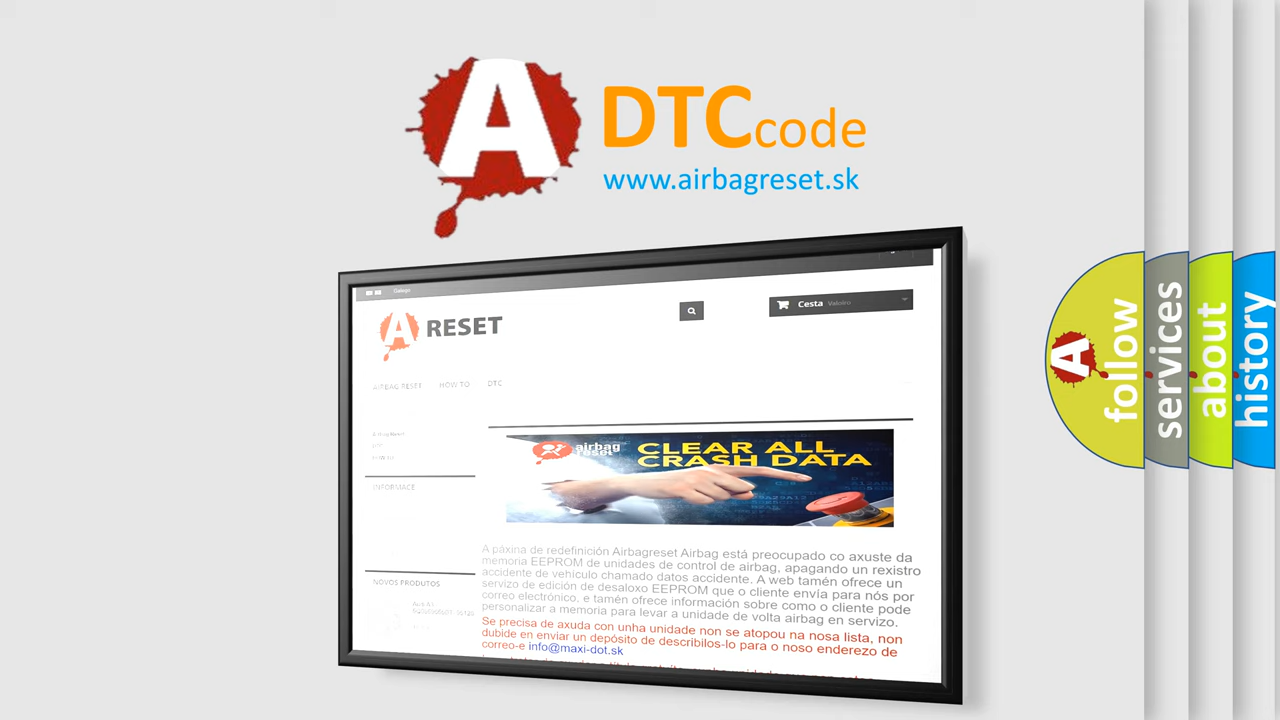 A DTCcode
www.airbagreset.sk
Galego
A RESET
Cesta Valeiro
AIRBAG RESET HOW TO DTC
INFORMACE
airbag
reset
CLEAR ALL
CRASH DATA
A páxina de redefinición Airbagreset Airbag está preocupado co axuste da
memoria EEPROM de unidades de control de airbag, apagando un rexistro
accidente de vehículo chamado datos accidente. A web tamén ofrece un
servizo de edición de desaloxo EEPROM que o cliente envía para nós por
correo electrónico, e tamén ofrece información sobre como o cliente pode
personalizar a memoria para levar a unidade de volta airbag en servizo.
NOVOS PRODUTOS
Se precisa de axuda con unha unidade non se atopou na nosa lista, non
dubide en enviar un depósito de describilos-lo para o noso enderezo de
correo-e info@maxi-dot.sk
A follow
services
about
history